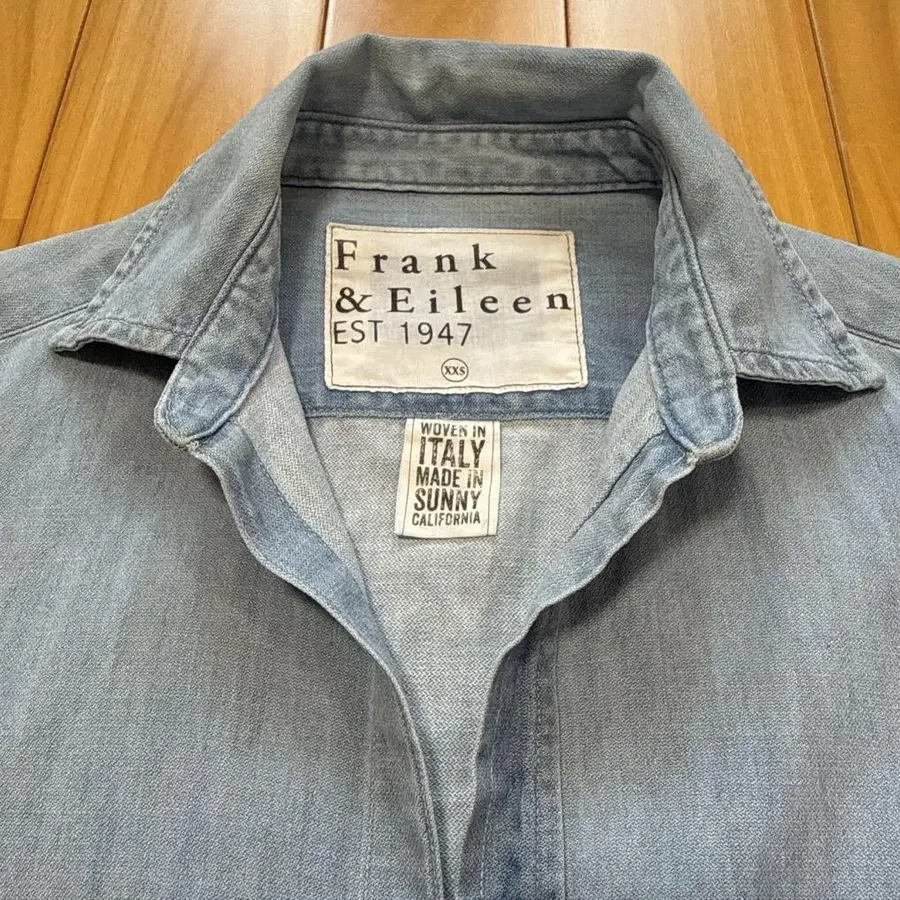 Frank
& Eileen
EST 1947
XXS
WOVEN IN
ITALY
MADE IN
SUNNY
CALIFORNIA